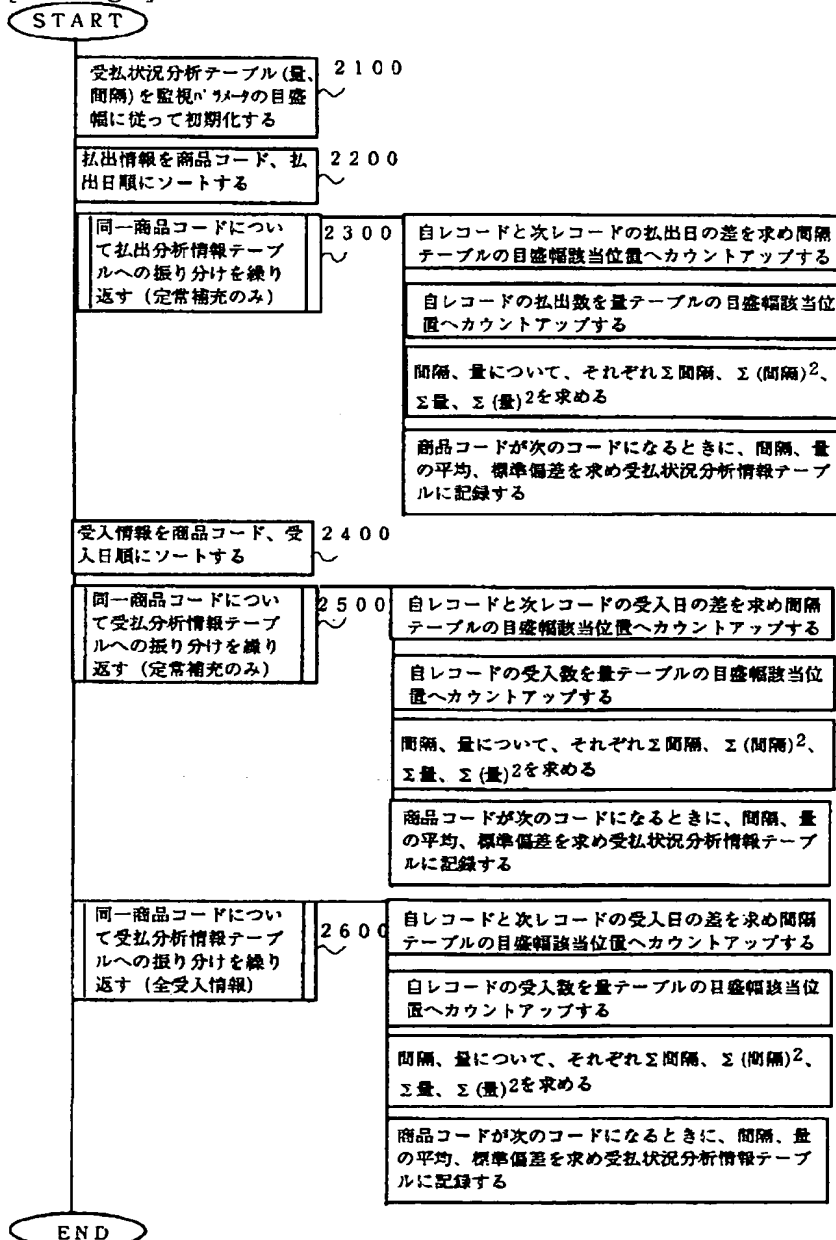 START
受払状況分析テーブル(量、
間隔)を監視パラメータの目盛
幅に従って初期化する
2100
払出情報を商品コード、払
出日順にソートする
2200
同一商品コードについ
て払出分析情報テーブ
ルへの振り分けを繰り
返す(定常補充のみ)
2300
自レコードと次レコードの払出日の差を求め間隔
テーブルの目盛幅該当位置へカウントアップする
自レコードの払出数を量テーブルの目盛幅該当位
置へカウントアップする
間隔、量について、それぞれΣ間隔、Σ(間隔)²、
Σ量、Σ(量)²を求める
商品コードが次のコードになるときに、間隔、量
の平均、標準偏差を求め受払状況分析情報テーブ
ルに記録する
受入情報を商品コード、受
入日順にソートする
2400
同一商品コードについ
て受払分析情報テーブ
ルへの振り分けを繰り
返す(定常補充のみ)
2500
自レコードと次レコードの受入日の差を求め間隔
テーブルの目盛幅該当位置へカウントアップする
自レコードの受入数を量テーブルの目盛幅該当位
置へカウントアップする
間隔、量について、それぞれΣ間隔、Σ(間隔)²、
Σ量、Σ(量)²を求める
商品コードが次のコードになるときに、間隔、量
の平均、標準偏差を求め受払状況分析情報テーブ
ルに記録する
同一商品コードについ
て受払分析情報テーブ
ルへの振り分けを繰り
返す(全受入情報)
2600
自レコードと次レコードの受入日の差を求め間隔
テーブルの目盛幅該当位置へカウントアップする
自レコードの受入数を量テーブルの目盛幅該当位
置へカウントアップする
間隔、量について、それぞれΣ間隔、Σ(間隔)²、
Σ量、Σ(量)²を求める
商品コードが次のコードになるときに、間隔、量
の平均、標準偏差を求め受払状況分析情報テーブ
ルに記録する
END